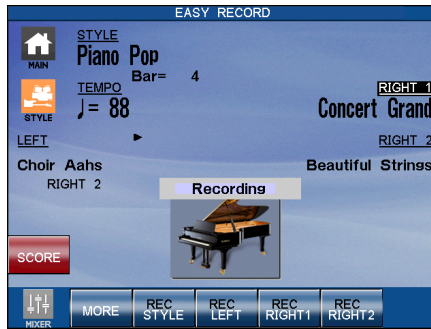 EASY RECORD
STYLE
Piano Pop
MAIN
Bar= 4
TEMPO
RIGHT 1
♩= 88
Concert Grand
STYLE
LEFT
RIGHT 2
Choir Aahs
Beautiful Strings
RIGHT 2
Recording
SCORE
MORE
REC STYLE
REC LEFT
REC RIGHT1
REC RIGHT2
MIXER